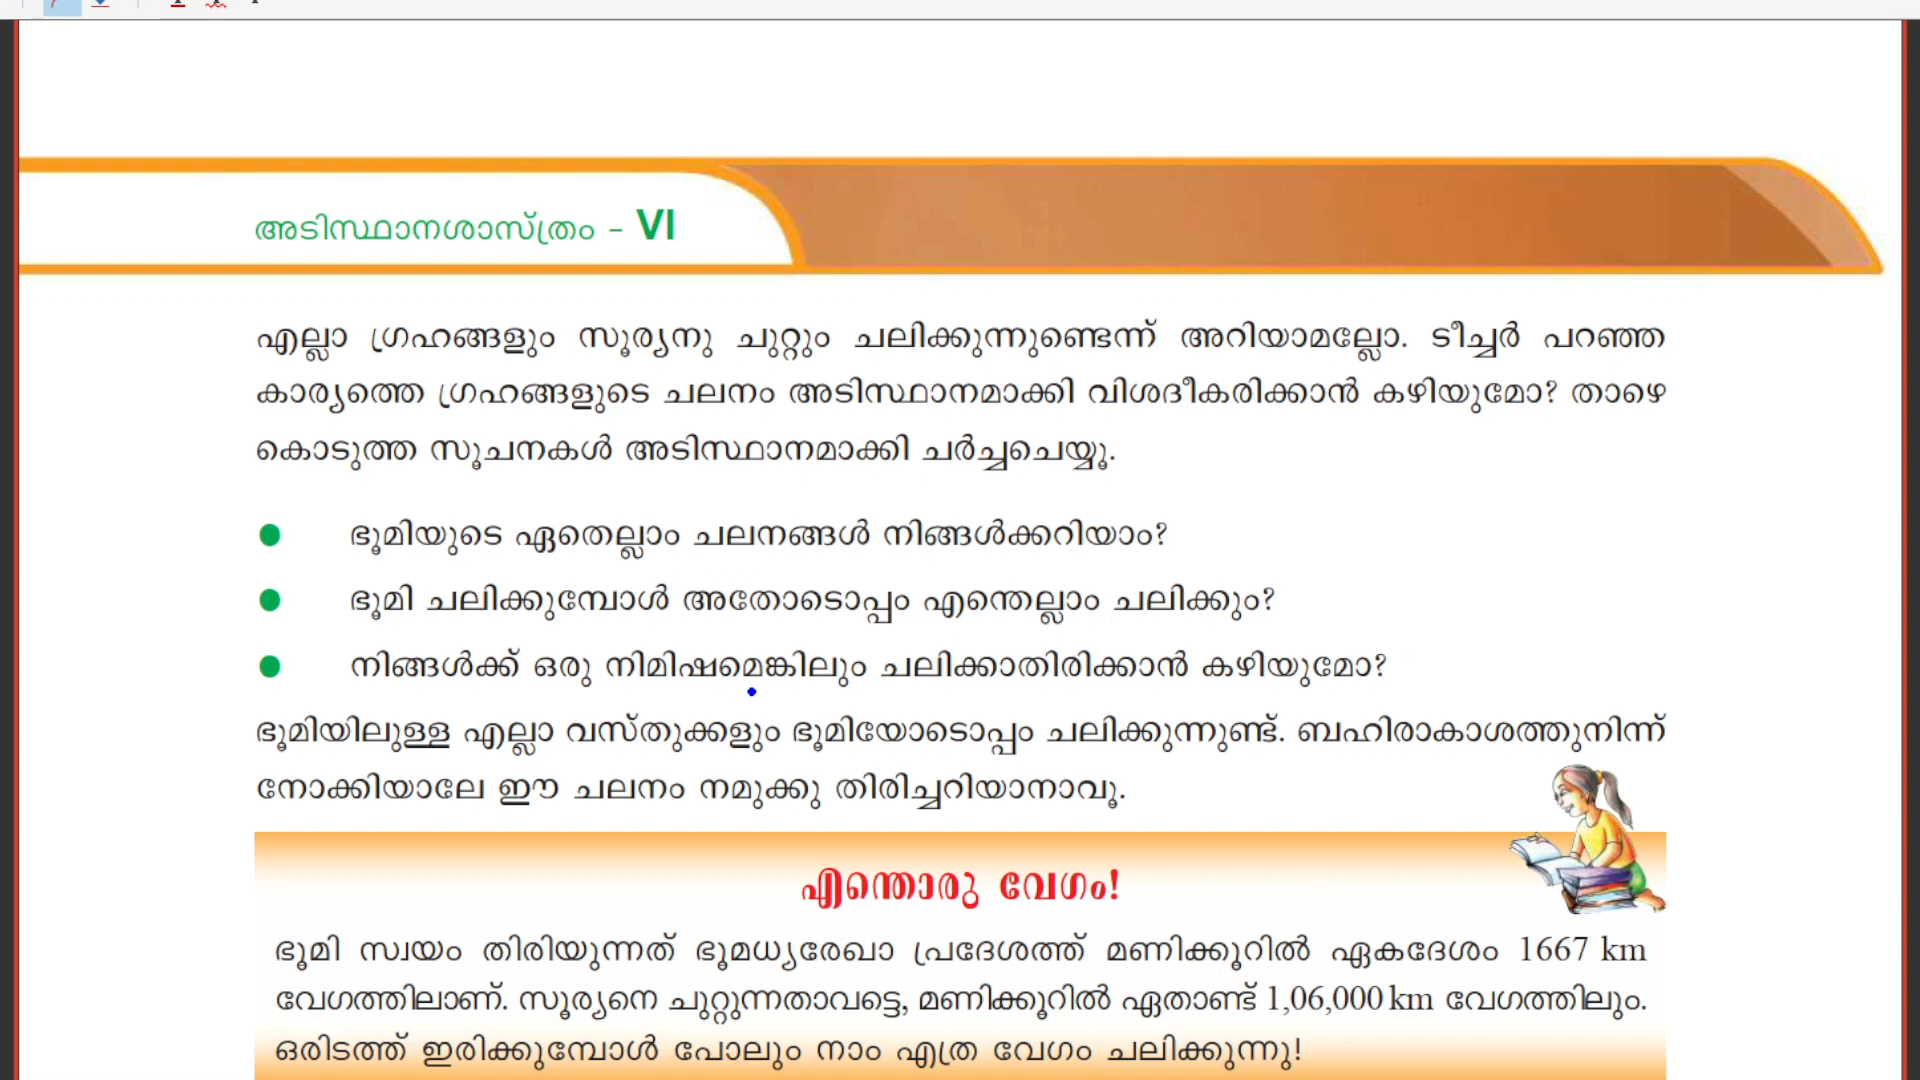 അടിസ്ഥാനശാസ്ത്രം - VI
എല്ലാ ഗ്രഹങ്ങളും സൂര്യനു ചുറ്റും ചലിക്കുന്നുണ്ടെന്ന് അറിയാമല്ലോ. ടീച്ചർ പറഞ്ഞ
കാര്യത്തെ ഗ്രഹങ്ങളുടെ ചലനം അടിസ്ഥാനമാക്കി വിശദീകരിക്കാൻ കഴിയുമോ? താഴെ
കൊടുത്ത സൂചനകൾ അടിസ്ഥാനമാക്കി ചർച്ചചെയ്യൂ.
● ഭൂമിയുടെ ഏതെല്ലാം ചലനങ്ങൾ നിങ്ങൾക്കറിയാം?
● ഭൂമി ചലിക്കുമ്പോൾ അതോടൊപ്പം എന്തെല്ലാം ചലിക്കും?
● നിങ്ങൾക്ക് ഒരു നിമിഷമെങ്കിലും ചലിക്കാതിരിക്കാൻ കഴിയുമോ?
ഭൂമിയിലുള്ള എല്ലാ വസ്തുക്കളും ഭൂമിയോടൊപ്പം ചലിക്കുന്നുണ്ട്. ബഹിരാകാശത്തുനിന്ന്
നോക്കിയാലേ ഈ ചലനം നമുക്കു തിരിച്ചറിയാനാവൂ.
എന്തൊരു വേഗം!
ഭൂമി സ്വയം തിരിയുന്നത് ഭൂമധ്യരേഖാ പ്രദേശത്ത് മണിക്കൂറിൽ ഏകദേശം 1667 km
വേഗത്തിലാണ്. സൂര്യനെ ചുറ്റുന്നതാവട്ടെ, മണിക്കൂറിൽ ഏതാണ്ട് 1,06,000 km വേഗത്തിലും.
ഒരിടത്ത് ഇരിക്കുമ്പോൾ പോലും നാം എത്ര വേഗം ചലിക്കുന്നു!